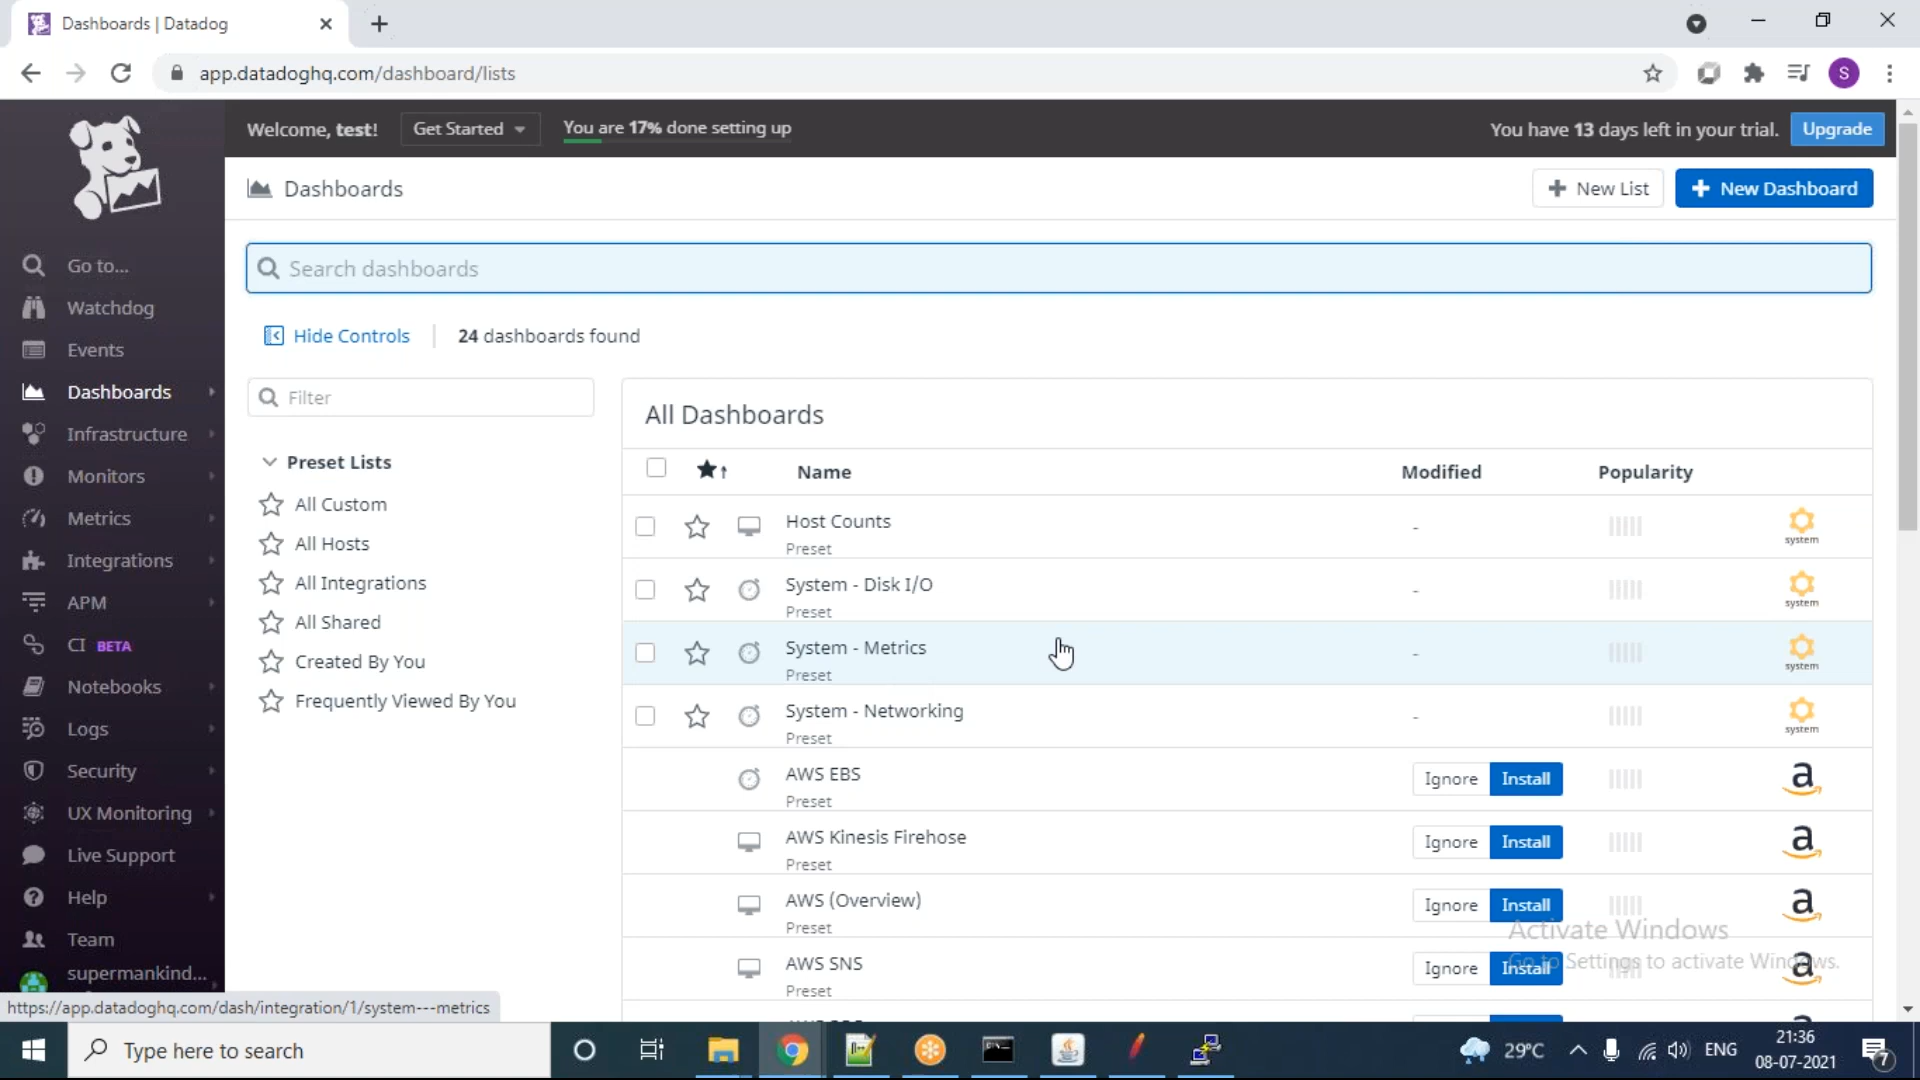 Dashboards | Datadog
app.datadoghq.com/dashboard/lists
S
Welcome, test!
Get Started
You are 17% done setting up
You have 13 days left in your trial.
Upgrade
Dashboards
New List
New Dashboard
Search dashboards
Hide Controls
24 dashboards found
Go to...
Watchdog
Events
Dashboards
Infrastructure
Monitors
Metrics
Integrations
APM
CI BETA
Notebooks
Logs
Security
UX Monitoring
Live Support
Help
Team
supermankind...
Filter
Preset Lists
All Custom
All Hosts
All Integrations
All Shared
Created By You
Frequently Viewed By You
All Dashboards
Name Modified Popularity
Host Counts -
Preset
system
System - Disk I/O -
Preset
system
System - Metrics -
Preset
system
System - Networking -
Preset
system
AWS EBS Ignore Install
Preset
AWS Kinesis Firehose Ignore Install
Preset
AWS (Overview) Ignore Install
Preset
AWS SNS Ignore Install
Preset
Activate Windows
Go to Settings to activate Windows.
https://app.datadoghq.com/dash/integration/1/system---metrics
Type here to search
29°C
ENG
21:36
08-07-2021
7